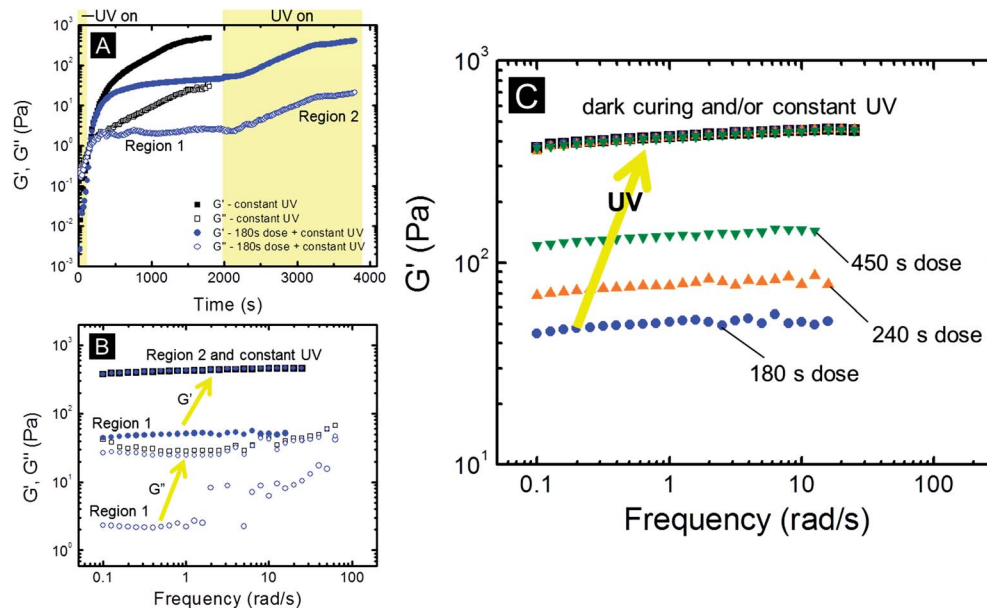 —UV on
UV on
A
G', G'' (Pa)
10³
10²
10¹
10⁰
10⁻¹
10⁻²
10⁻³
Region 1
Region 2
G' - constant UV
G'' - constant UV
G' - 180s dose + constant UV
G'' - 180s dose + constant UV
0 1000 2000 3000 4000
Time (s)
B
G', G'' (Pa)
10³
10²
10¹
10⁰
Region 2 and constant UV
G'
Region 1
G''
Region 1
0.1 1 10 100
Frequency (rad/s)
C
G' (Pa)
10³
10²
10¹
dark curing and/or constant UV
UV
450 s dose
240 s dose
180 s dose
0.1 1 10 100
Frequency (rad/s)